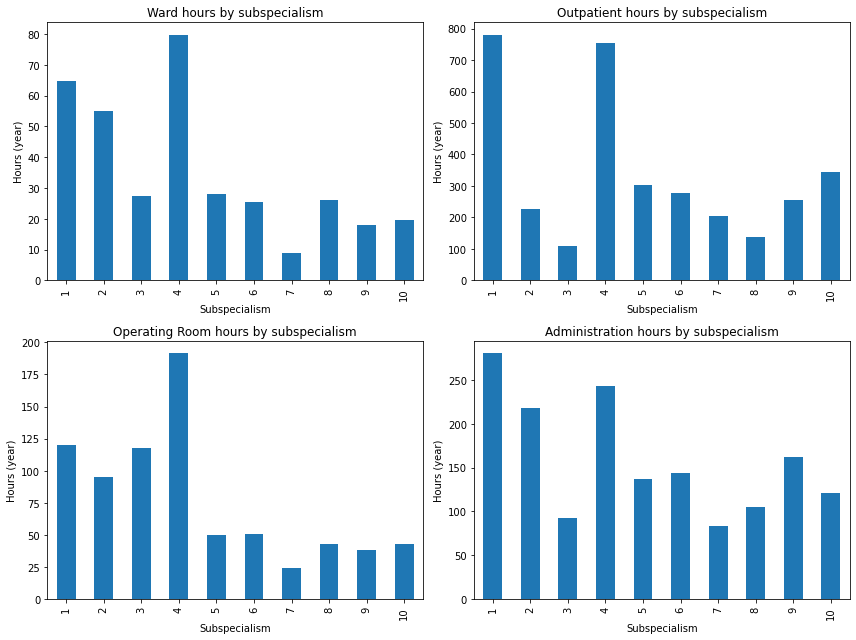 Ward hours by subspecialism
Hours (year)
80
70
60
50
40
30
20
10
0
1 2 3 4 5 6 7 8 9 10
Subspecialism
Outpatient hours by subspecialism
Hours (year)
800
700
600
500
400
300
200
100
0
1 2 3 4 5 6 7 8 9 10
Subspecialism
Operating Room hours by subspecialism
Hours (year)
200
175
150
125
100
75
50
25
0
1 2 3 4 5 6 7 8 9 10
Subspecialism
Administration hours by subspecialism
Hours (year)
250
200
150
100
50
0
1 2 3 4 5 6 7 8 9 10
Subspecialism